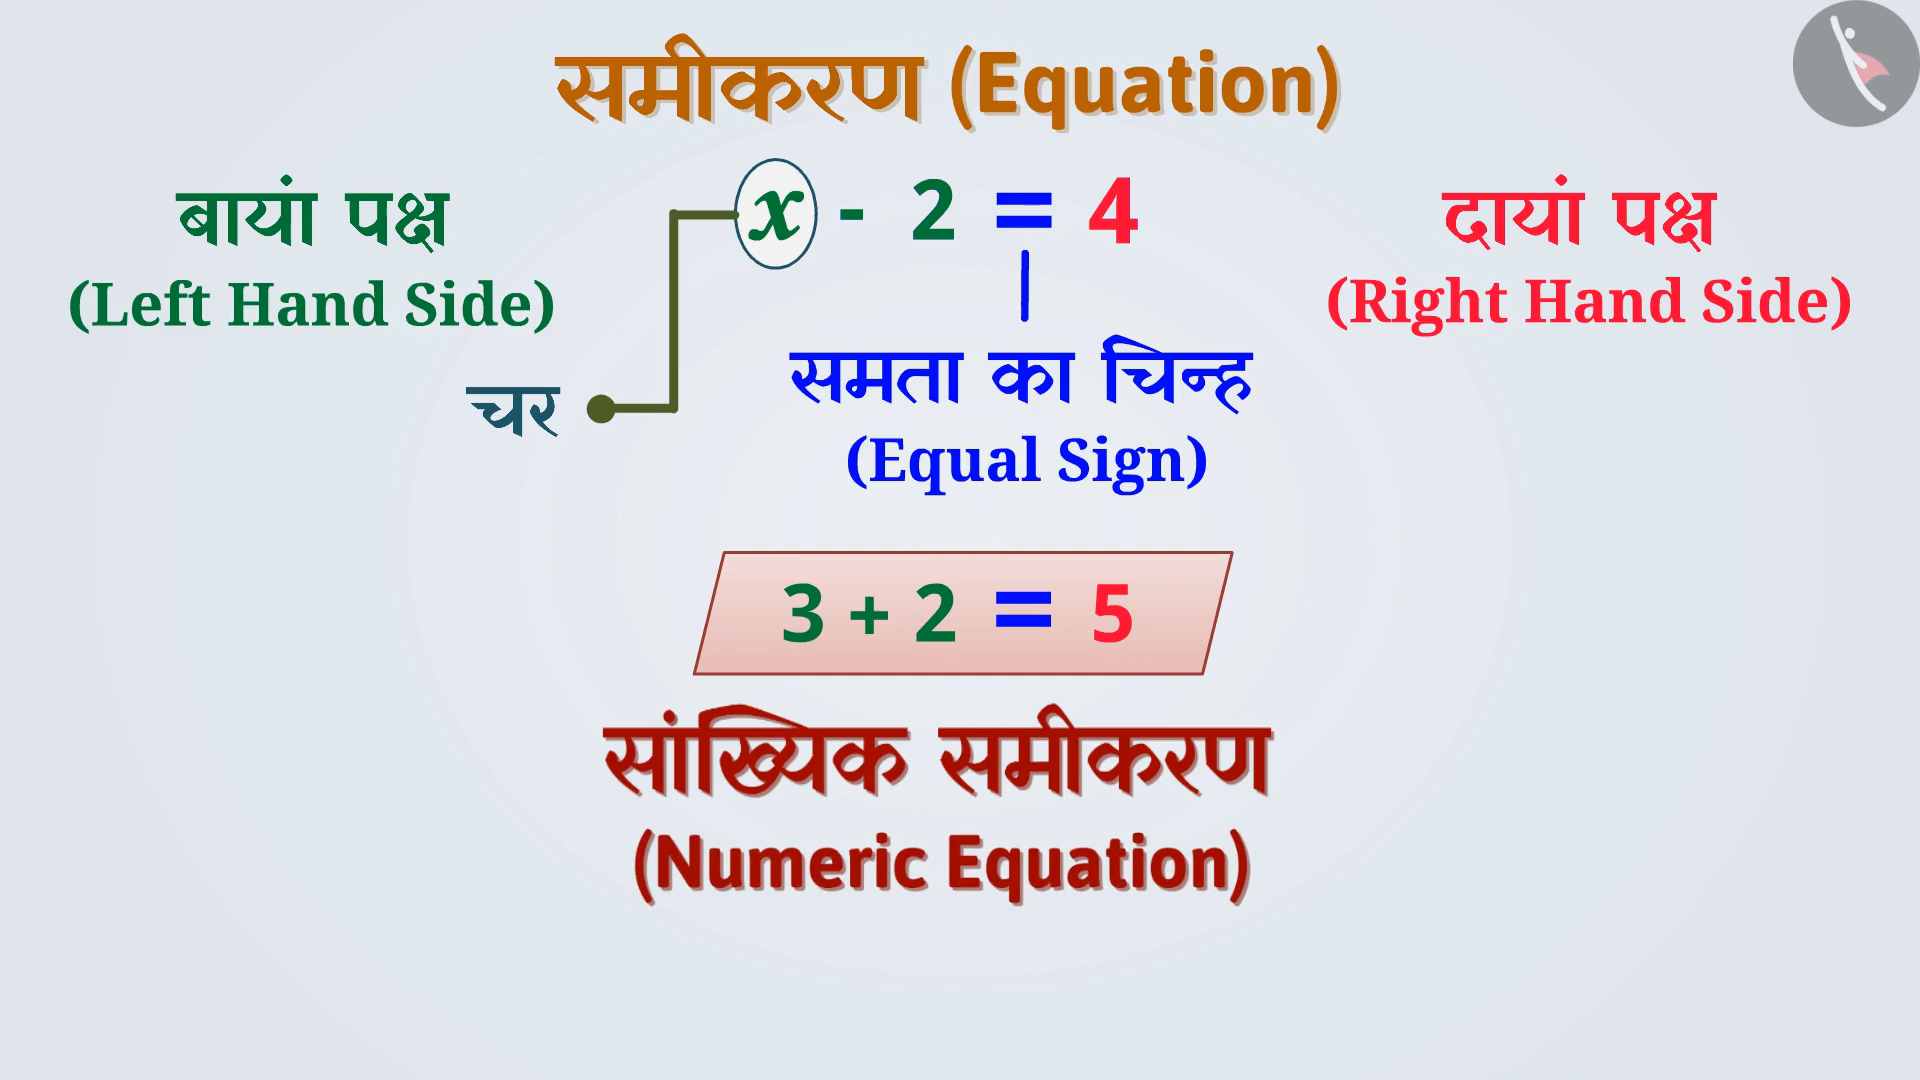 समीकरण (Equation)
x - 2 = 4
बायां पक्ष
(Left Hand Side)
दायां पक्ष
(Right Hand Side)
चर
समता का चिन्ह
(Equal Sign)
3 + 2 = 5
सांख्यिक समीकरण
(Numeric Equation)